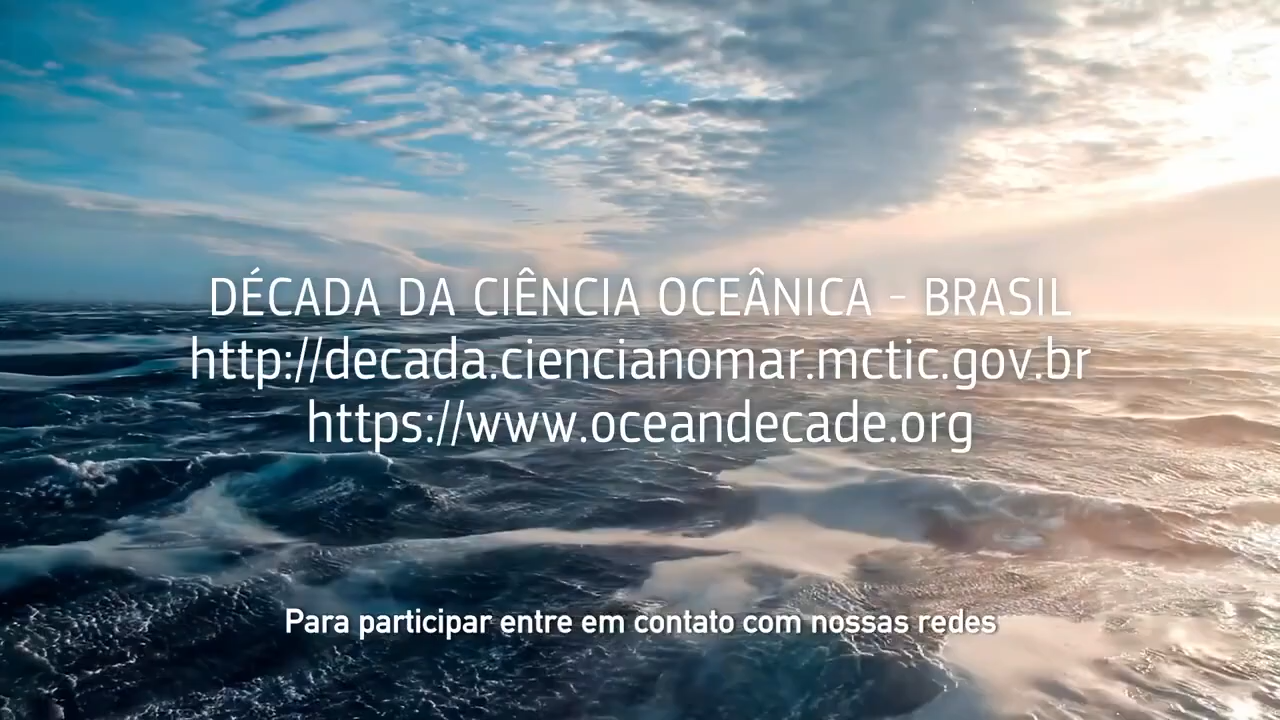 DÉCADA DA CIÊNCIA OCEÂNICA - BRASIL
http://decada.ciencianomar.mctic.gov.br
https://www.oceandecade.org
Para participar entre em contato com nossas redes